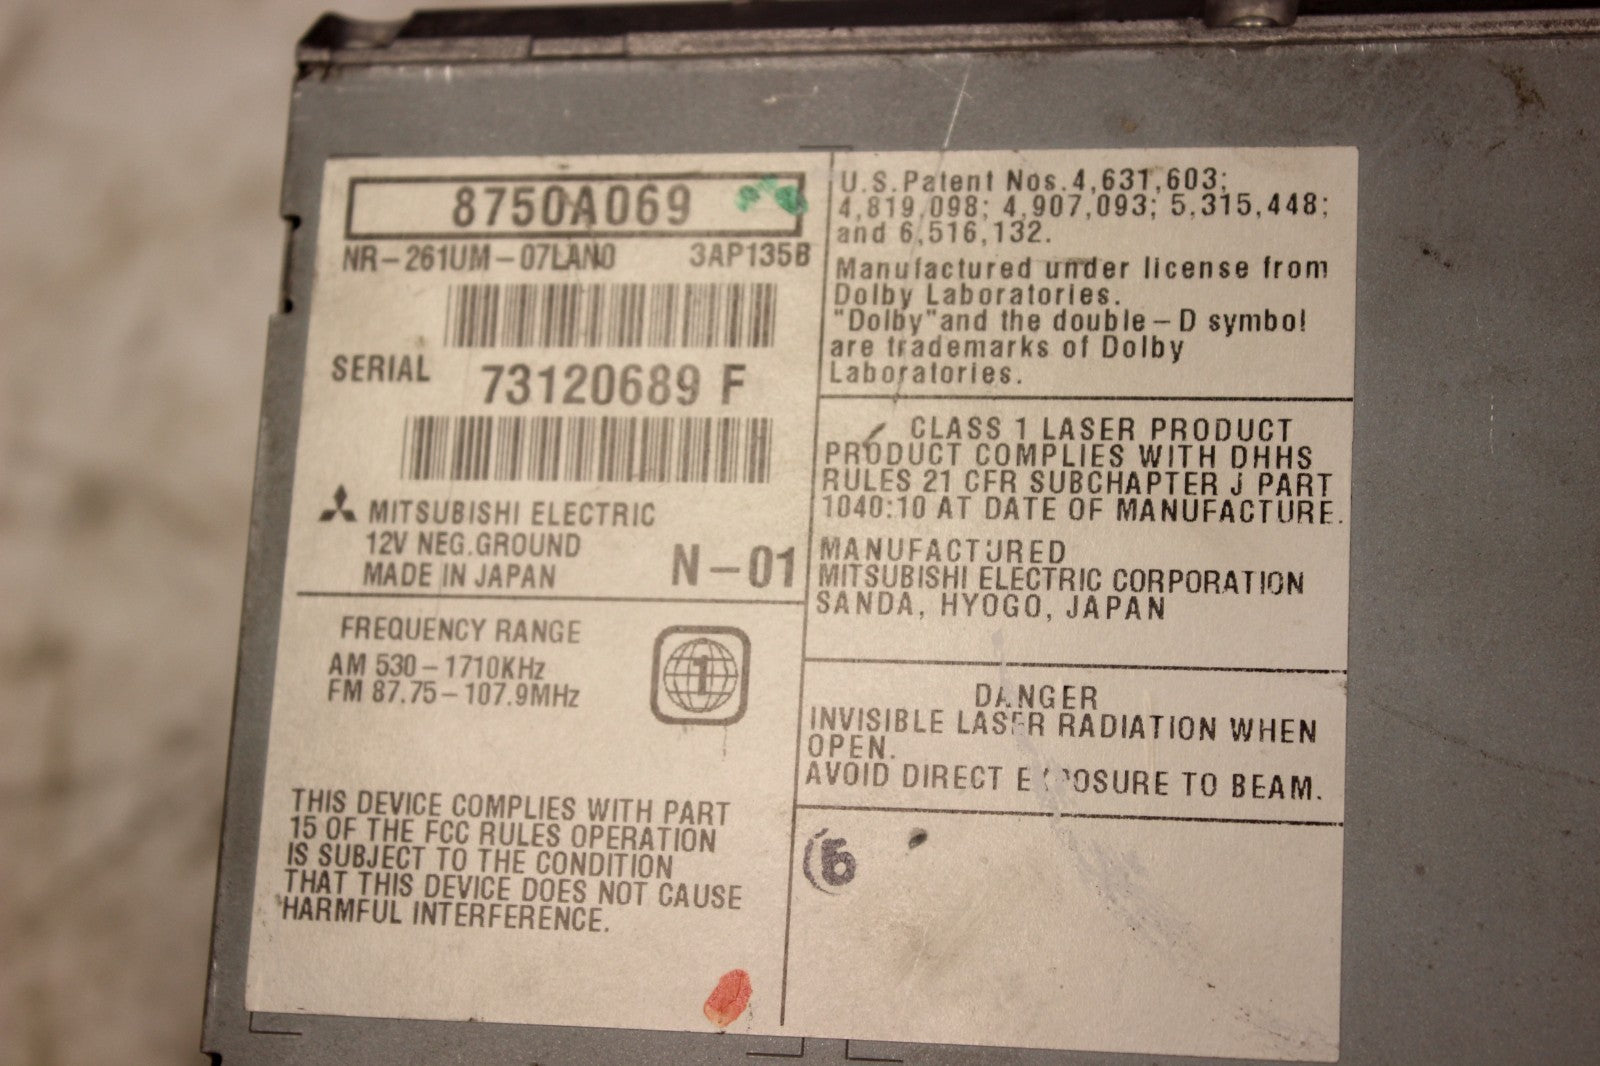 8750A069
NR-261UM-07LAN0 3AP135B
SERIAL 73120689 F
MITSUBISHI ELECTRIC
12V NEG.GROUND
MADE IN JAPAN N-01
FREQUENCY RANGE
AM 530-1710KHz
FM 87.75-107.9MHz
1
THIS DEVICE COMPLIES WITH PART
15 OF THE FCC RULES OPERATION
IS SUBJECT TO THE CONDITION
THAT THIS DEVICE DOES NOT CAUSE
HARMFUL INTERFERENCE.
U.S.Patent Nos.4,631,603;
4,819,098; 4,907,093; 5,315,448;
and 6,516,132.
Manufactured under license from
Dolby Laboratories.
"Dolby"and the double-D symbol
are trademarks of Dolby
Laboratories.
CLASS 1 LASER PRODUCT
PRODUCT COMPLIES WITH DHHS
RULES 21 CFR SUBCHAPTER J PART
1040:10 AT DATE OF MANUFACTURE.
MANUFACTURED
MITSUBISHI ELECTRIC CORPORATION
SANDA, HYOGO, JAPAN
DANGER
INVISIBLE LASER RADIATION WHEN
OPEN.
AVOID DIRECT EXPOSURE TO BEAM.